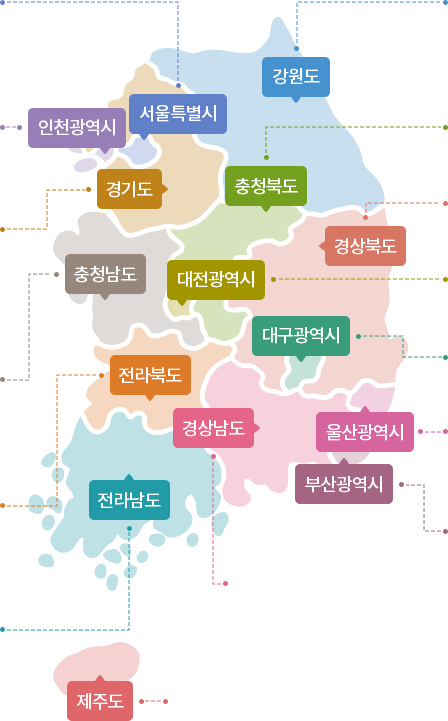 강원도
서울특별시
인천광역시
경기도
충청북도
경상북도
충청남도
대전광역시
대구광역시
전라북도
경상남도
울산광역시
부산광역시
전라남도
제주도